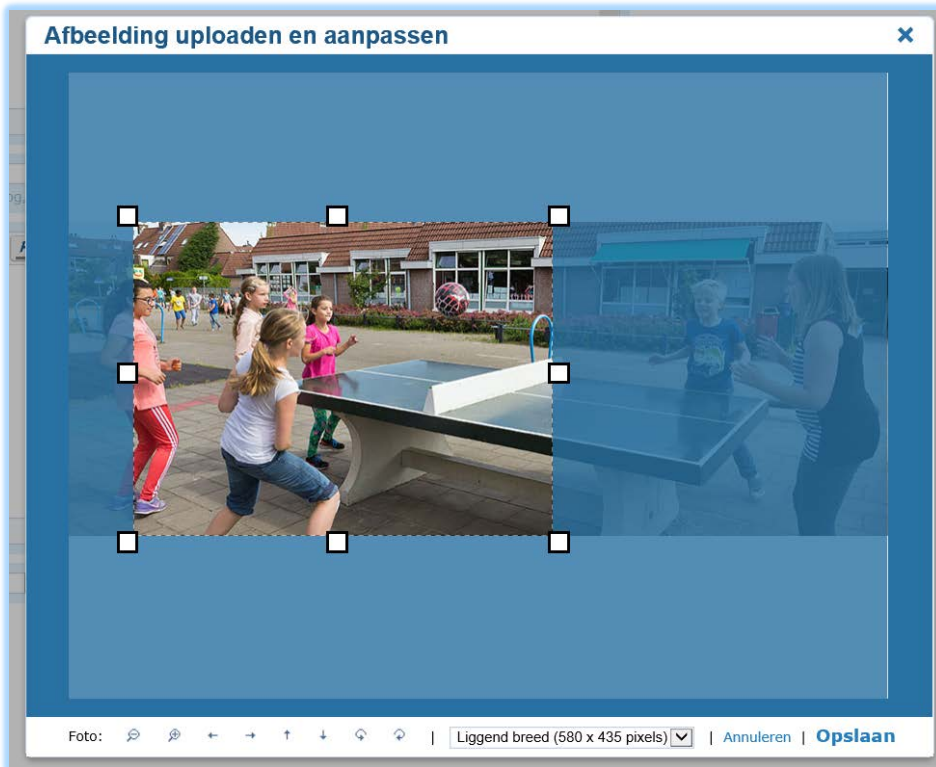 Afbeelding uploaden en aanpassen
Foto: | Liggend breed (580 x 435 pixels) | Annuleren | Opslaan